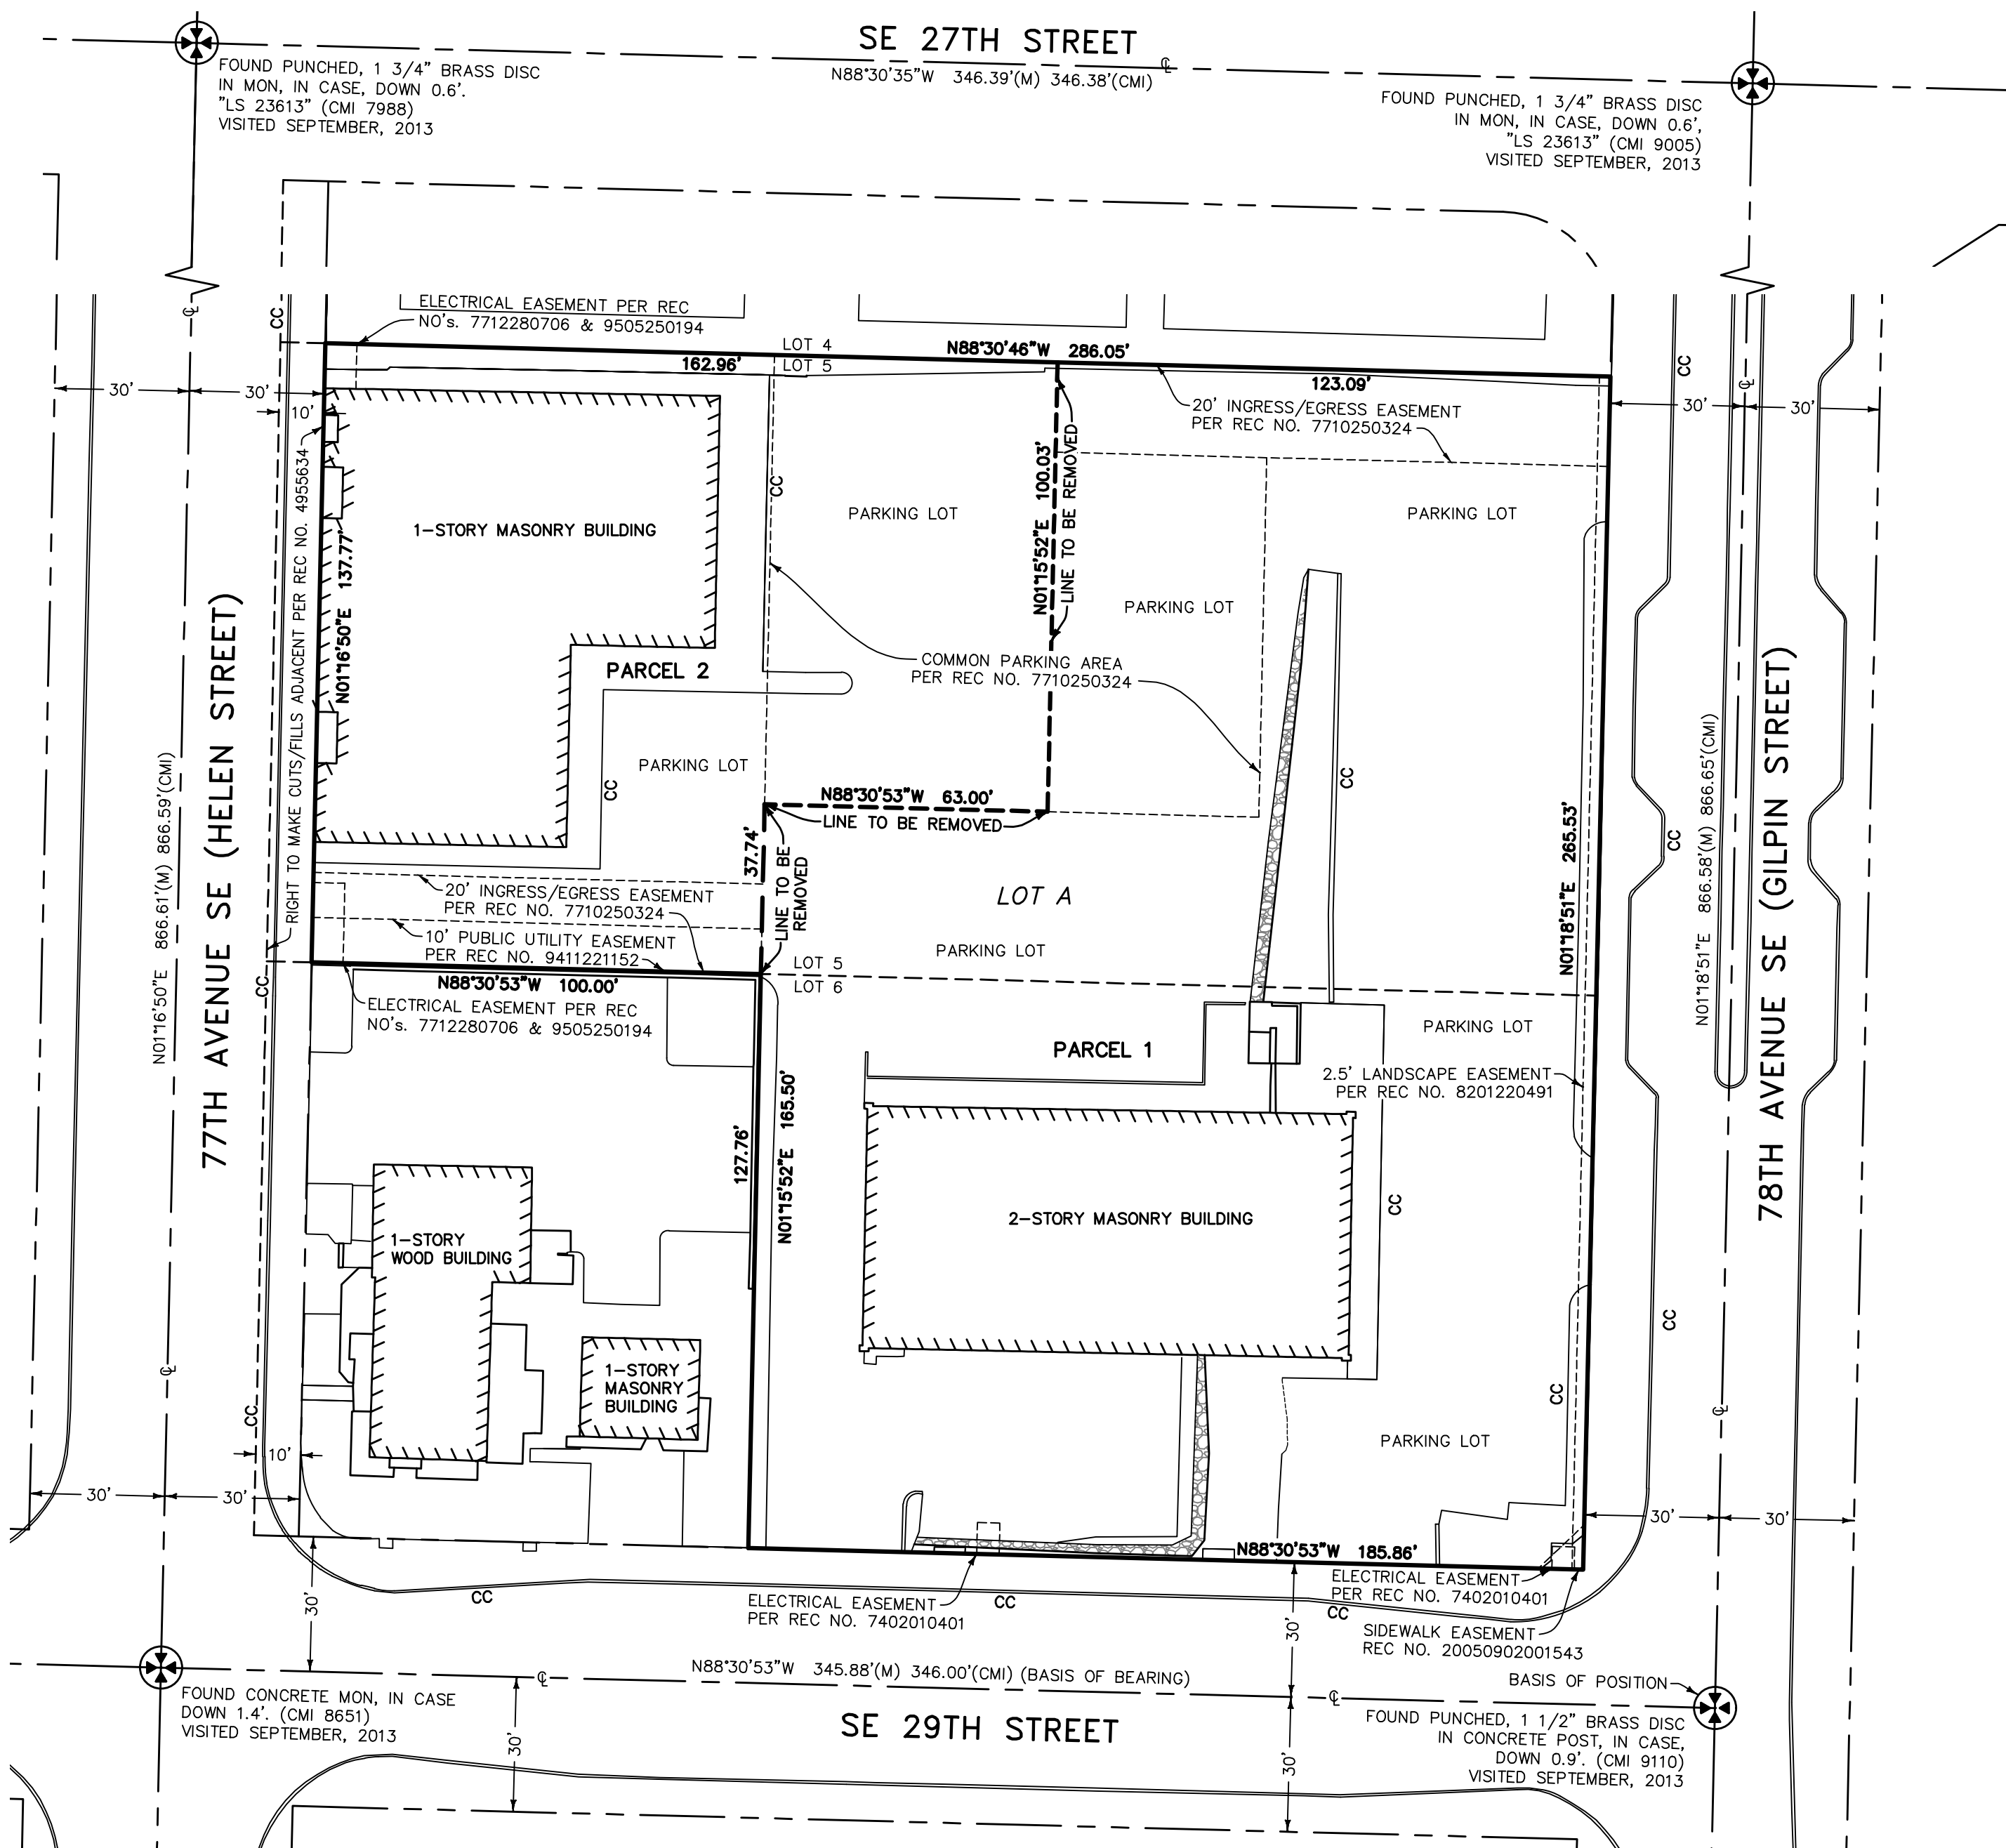 SE 27TH STREET
N88°30'35"W 346.39'(M) 346.38'(CMI)
FOUND PUNCHED, 1 3/4" BRASS DISC
IN MON, IN CASE, DOWN 0.6'.
"LS 23613" (CMI 7988)
VISITED SEPTEMBER, 2013
FOUND PUNCHED, 1 3/4" BRASS DISC
IN MON, IN CASE, DOWN 0.6',
"LS 23613" (CMI 9005)
VISITED SEPTEMBER, 2013
ELECTRICAL EASEMENT PER REC
NO's. 7712280706 & 9505250194
LOT 4
LOT 5
N88°30'46"W 286.05'
162.96'
123.09'
30'
30'
10'
30'
30'
20' INGRESS/EGRESS EASEMENT
PER REC NO. 7710250324
CC
CC
CC
PARKING LOT
PARKING LOT
PARKING LOT
1-STORY MASONRY BUILDING
N01°15'52"E 100.03'
LINE TO BE REMOVED
N01°16'50"E 137.77'
RIGHT TO MAKE CUTS/FILLS ADJACENT PER REC NO. 4955634
77TH AVENUE SE (HELEN STREET)
N01°16'50"E 866.61'(M) 866.59'(CMI)
PARCEL 2
COMMON PARKING AREA
PER REC NO. 7710250324
PARKING LOT
CC
CC
N88°30'53"W 63.00'
LINE TO BE REMOVED
37.74'
LINE TO BE
REMOVED
N01°18'51"E 265.53'
CC
N01°18'51"E 866.58'(M) 866.65'(CMI)
78TH AVENUE SE (GILPIN STREET)
20' INGRESS/EGRESS EASEMENT
PER REC NO. 7710250324
10' PUBLIC UTILITY EASEMENT
PER REC NO. 9411221152
LOT A
PARKING LOT
LOT 5
LOT 6
N88°30'53"W 100.00'
CC
ELECTRICAL EASEMENT PER REC
NO's. 7712280706 & 9505250194
PARCEL 1
PARKING LOT
2.5' LANDSCAPE EASEMENT
PER REC NO. 8201220491
127.76'
N01°15'52"E 165.50'
CC
2-STORY MASONRY BUILDING
1-STORY
WOOD BUILDING
1-STORY
MASONRY
BUILDING
CC
CC
CC
PARKING LOT
10'
30'
30'
30'
30'
N88°30'53"W 185.86'
ELECTRICAL EASEMENT
PER REC NO. 7402010401
ELECTRICAL EASEMENT
PER REC NO. 7402010401
CC
CC
CC
30'
30'
SIDEWALK EASEMENT
REC NO. 20050902001543
N88°30'53"W 345.88'(M) 346.00'(CMI) (BASIS OF BEARING)
BASIS OF POSITION
FOUND CONCRETE MON, IN CASE
DOWN 1.4'. (CMI 8651)
VISITED SEPTEMBER, 2013
SE 29TH STREET
30'
30'
FOUND PUNCHED, 1 1/2" BRASS DISC
IN CONCRETE POST, IN CASE,
DOWN 0.9'. (CMI 9110)
VISITED SEPTEMBER, 2013